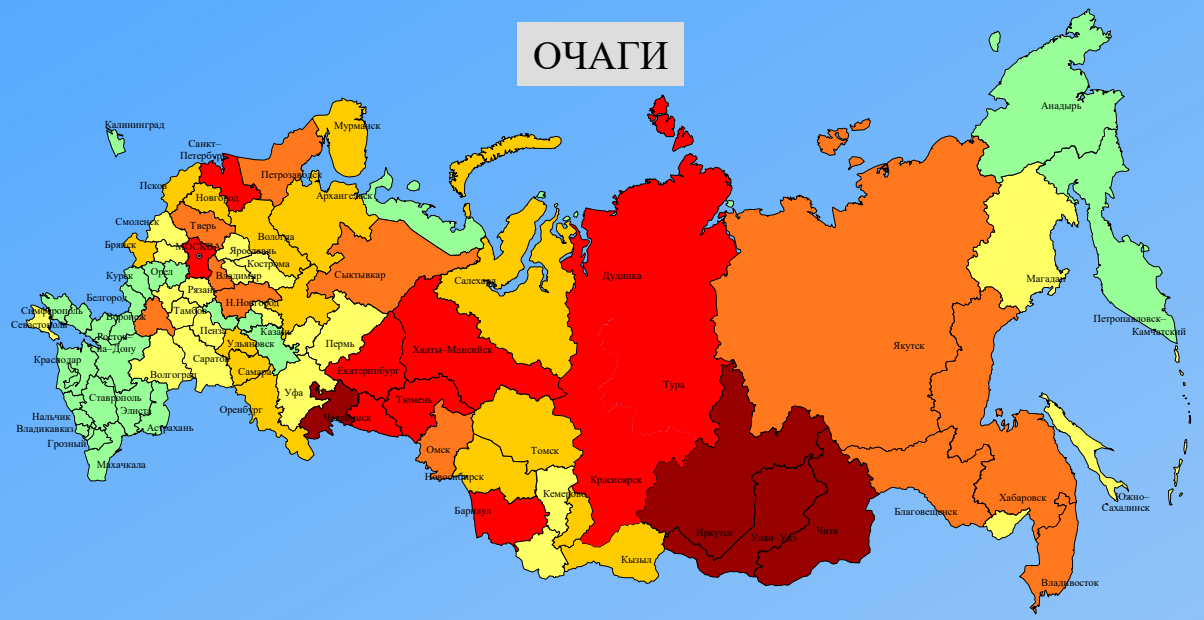 ОЧАГИ
Анадырь
Калининград
Мурманск
Санкт–
Петербург
Петрозаводск
Псков
Архангельск
Новгород
Смоленск
Тверь
Вологда
Брянск
МОСКВА
Ярославль
Кострома
Курск
Орел
Владимир
Сыктывкар
Дудинка
Салехард
Магадан
Белгород
Рязань
Н.Новгород
Симферополь
Воронеж
Тамбов
Петропавловск–
Камчатский
Севастополь
Ростов
Пенза
Казань
–на–Дону
Ульяновск
Пермь
Ханты–Мансийск
Якутск
Краснодар
Саратов
Волгоград
Самара
Екатеринбург
Тура
Ставрополь
Уфа
Тюмень
Элиста
Оренбург
Нальчик
Челябинск
Владикавказ
Астрахань
Грозный
Омск
Томск
Махачкала
Новосибирск
Красноярск
Кемерово
Хабаровск
Южно–
Сахалинск
Барнаул
Благовещенск
Иркутск
Улан–Удэ
Чита
Кызыл
Владивосток